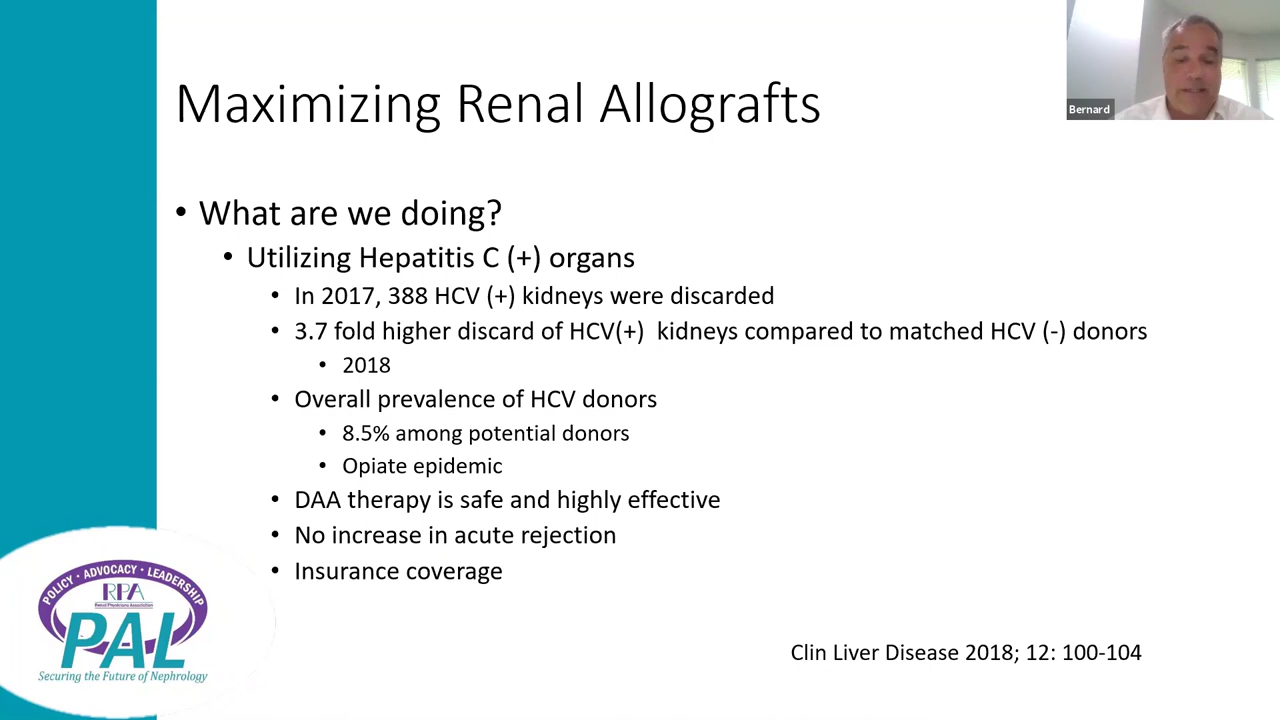 Maximizing Renal Allografts
Bernard
• What are we doing?
• Utilizing Hepatitis C (+) organs
• In 2017, 388 HCV (+) kidneys were discarded
• 3.7 fold higher discard of HCV(+)  kidneys compared to matched HCV (-) donors
• 2018
• Overall prevalence of HCV donors
• 8.5% among potential donors
• Opiate epidemic
• DAA therapy is safe and highly effective
• No increase in acute rejection
• Insurance coverage
POLICY · ADVOCACY · LEADERSHIP
RPA
Renal Physicians Association
PAL
Securing the Future of Nephrology
Clin Liver Disease 2018; 12: 100-104